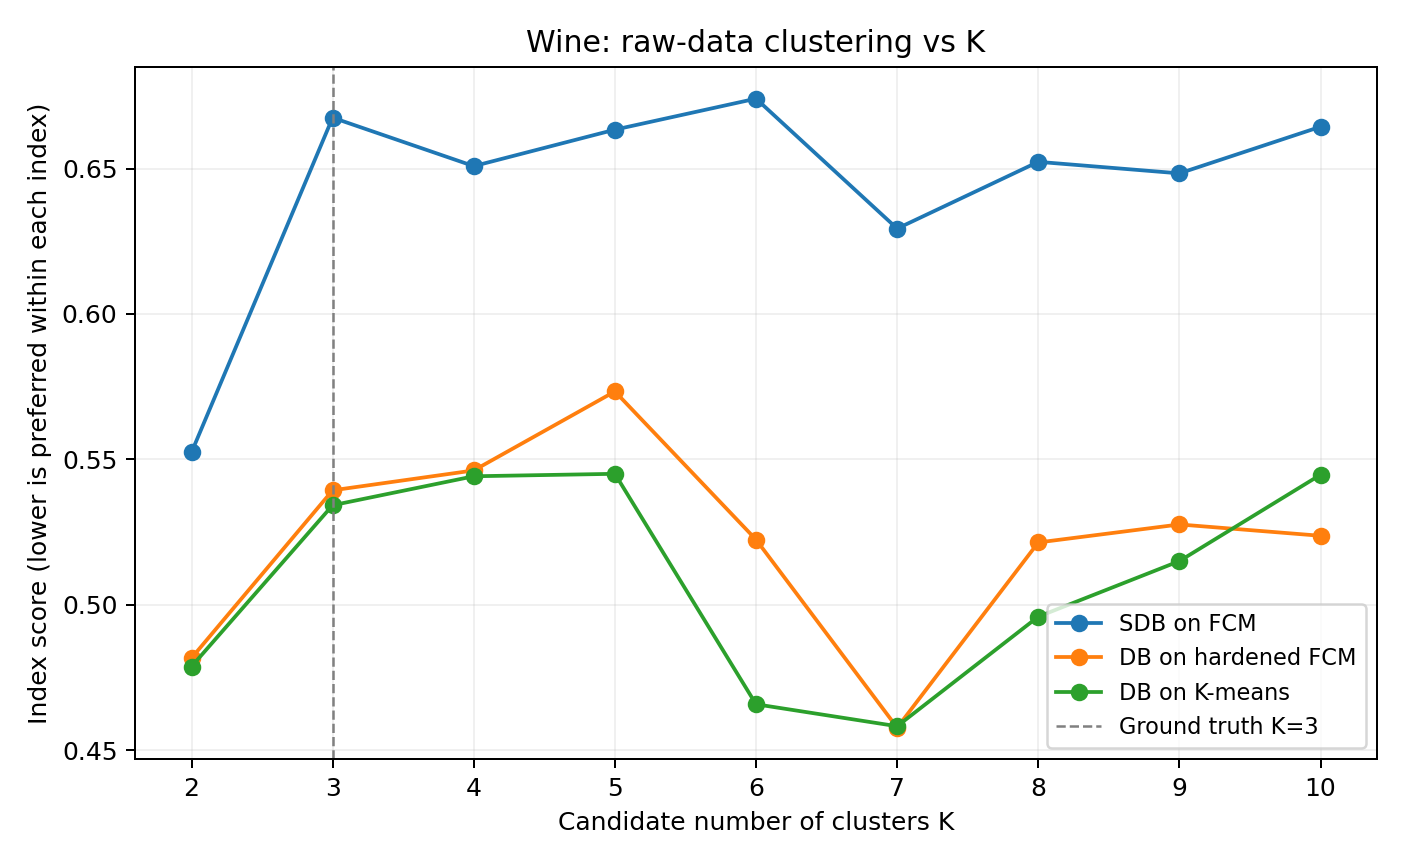 Wine: raw-data clustering vs K
Index score (lower is preferred within each index)
0.65
0.60
0.55
0.50
0.45
SDB on FCM
DB on hardened FCM
DB on K-means
Ground truth K=3
2 3 4 5 6 7 8 9 10
Candidate number of clusters K